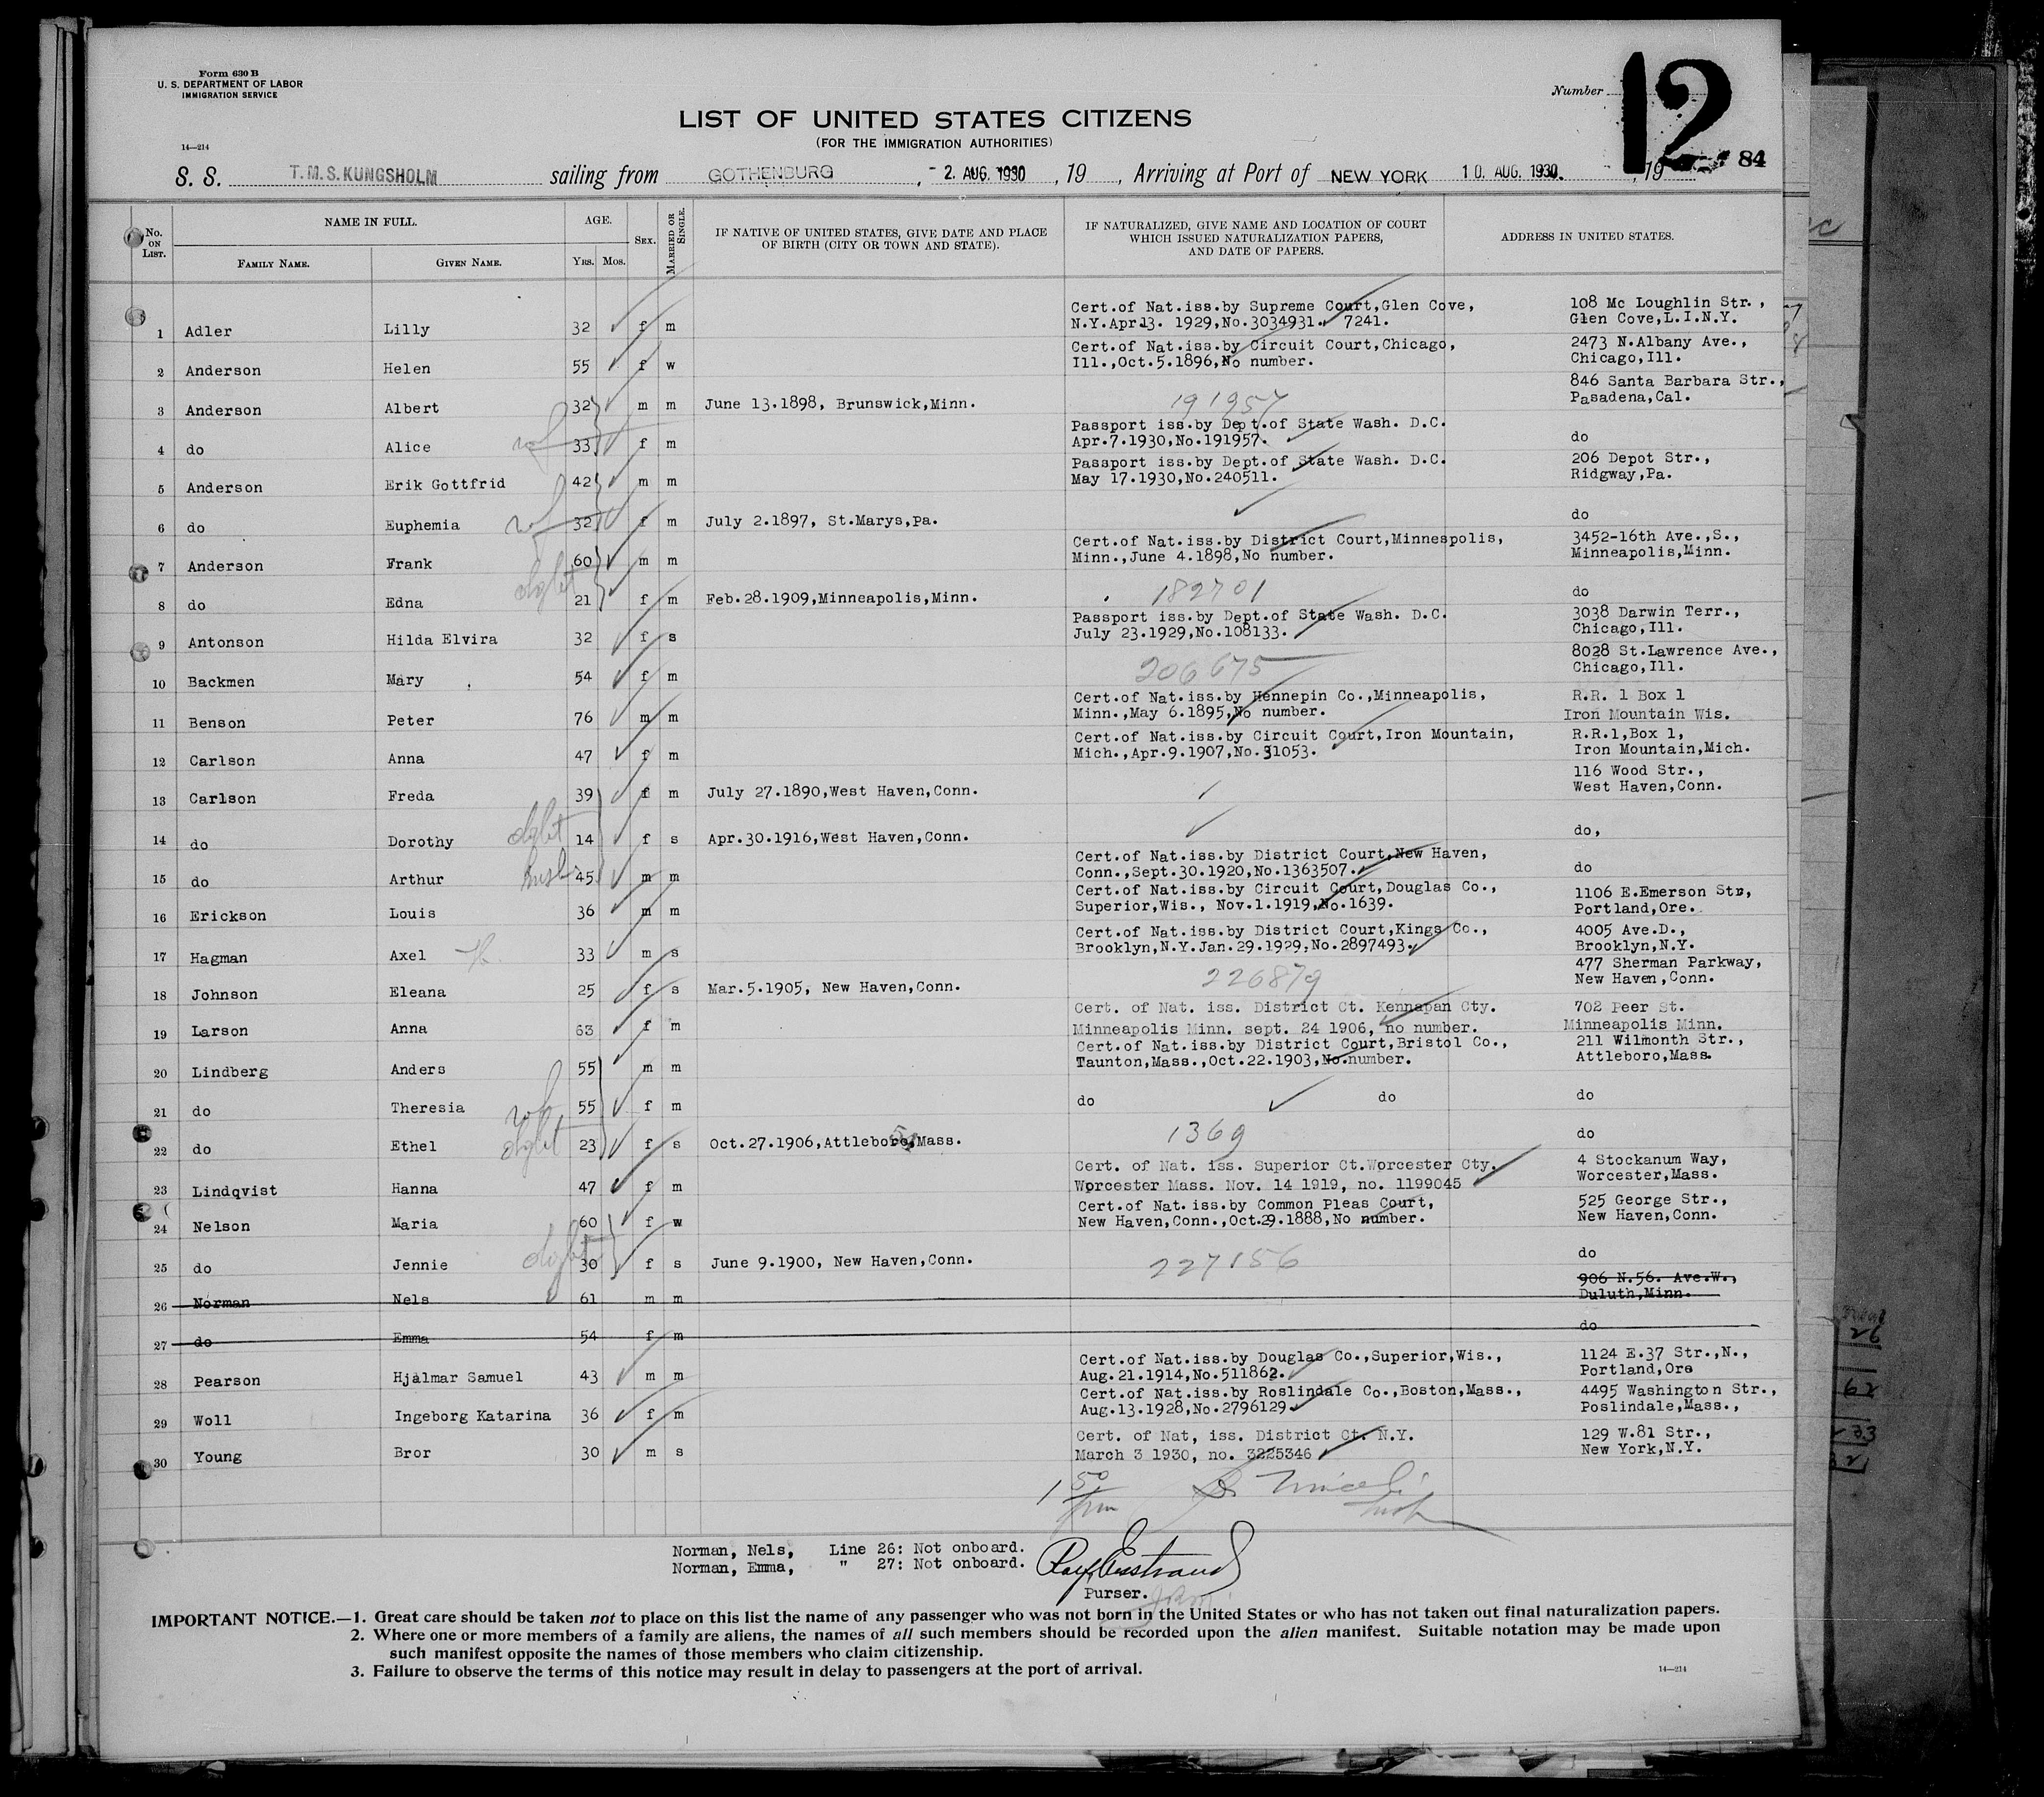 Form 630 B
U. S. DEPARTMENT OF LABOR
IMMIGRATION SERVICE
14—214
Number 12
84
LIST OF UNITED STATES CITIZENS
(FOR THE IMMIGRATION AUTHORITIES)
S. S. T.M.S. KUNGSHOLM sailing from GOTHENBURG, - 2. AUG. 1930, 19 , Arriving at Port of NEW YORK 10. AUG. 1930. , 19
No. ON LIST. NAME IN FULL. AGE. SEX. MARRIED OR SINGLE. IF NATIVE OF UNITED STATES, GIVE DATE AND PLACE OF BIRTH (CITY OR TOWN AND STATE). IF NATURALIZED, GIVE NAME AND LOCATION OF COURT WHICH ISSUED NATURALIZATION PAPERS, AND DATE OF PAPERS. ADDRESS IN UNITED STATES.
FAMILY NAME. GIVEN NAME. YRS. MOS.
Cert.of Nat.iss.by Supreme Court,Glen Cove, 108 Mc Loughlin Str.,
1 Adler Lilly 32 f m N.Y.Apr.13. 1929,No.3034931. 7241. Glen Cove,L.I.N.Y.
Cert.of Nat.iss.by Circuit Court,Chicago, 2473 N.Albany Ave.,
2 Anderson Helen 55 f w Ill.,Oct.5.1896,No number. Chicago,Ill.
846 Santa Barbara Str.,
3 Anderson Albert 32 m m June 13.1898, Brunswick,Minn. 191957 Pasadena,Cal.
Passport iss.by Dept.of State Wash. D.C.
4 do Alice wf 33 f m Apr.7.1930,No.191957. do
Passport iss.by Dept.of State Wash. D.C. 206 Depot Str.,
5 Anderson Erik Gottfrid 42 m m May 17.1930,No.240511. Ridgway,Pa.
6 do Euphemia wf 32 f m July 2.1897, St.Marys,Pa. do
Cert.of Nat.iss.by District Court,Minnespolis, 3452-16th Ave.,S.,
7 Anderson Frank 60 m m Minn.,June 4.1898,No number. Minneapolis,Minn.
8 do Edna dght 21 f m Feb.28.1909,Minneapolis,Minn. 182701 do
Passport iss.by Dept.of State Wash. D.C. 3038 Darwin Terr.,
9 Antonson Hilda Elvira 32 f s July 23.1929,No.108133. Chicago,Ill.
8028 St.Lawrence Ave.,
10 Backmen Mary 54 f m 206675 Chicago,Ill.
Cert.of Nat.iss.by Hennepin Co.,Minneapolis, R.R. 1 Box 1
11 Benson Peter 76 m m Minn.,May 6.1895,No number. Iron Mountain Wis.
Cert.of Nat.iss.by Circuit Court,Iron Mountain, R.R.1,Box 1,
12 Carlson Anna 47 f m Mich.,Apr.9.1907,No.31053. Iron Mountain,Mich.
116 Wood Str.,
13 Carlson Freda 39 f m July 27.1890,West Haven,Conn. West Haven,Conn.
14 do Dorothy dght 14 f s Apr.30.1916,West Haven,Conn. do,
Cert.of Nat.iss.by District Court,New Haven,
15 do Arthur husb 45 m m Conn.,Sept.30.1920,No.1363507. do
Cert.of Nat.iss.by Circuit Court,Douglas Co., 1106 E.Emerson Str,
16 Erickson Louis 36 m m Superior,Wis., Nov.1.1919,No.1639. Portland,Ore.
Cert.of Nat.iss.by District Court,Kings Co., 4005 Ave.D.,
17 Hagman Axel 33 m s Brooklyn,N.Y.Jan.29.1929,No.2897493. Brooklyn,N.Y.
477 Sherman Parkway,
18 Johnson Eleana 25 f s Mar.5.1905, New Haven,Conn. 226879 New Haven,Conn.
Cert. of Nat. iss. District Ct. Kennapan Cty. 702 Peer St.
19 Larson Anna 63 f m Minneapolis Minn. sept. 24 1906, no number. Minneapolis Minn.
Cert.of Nat.iss.by District Court,Bristol Co., 211 Wilmonth Str.,
20 Lindberg Anders 55 m m Taunton,Mass.,Oct.22.1903,No.number. Attleboro,Mass.
21 do Theresia wf 55 f m do do do
22 do Ethel dght 23 f s Oct.27.1906,Attleboro,Mass. 1369 do
Cert. of Nat. iss. Superior Ct.Worcester Cty. 4 Stockanum Way,
23 Lindqvist Hanna 47 f m Worcester Mass. Nov. 14 1919, no. 1199045 Worcester,Mass.
Cert.of Nat.iss.by Common Pleas Court, 525 George Str.,
24 Nelson Maria 60 f w New Haven,Conn.,Oct.29.1888,No number. New Haven,Conn.
25 do Jennie dght 30 f s June 9.1900, New Haven,Conn. 227156 do
906 N.56. Ave.W.,
26 Norman Nels 61 m m Duluth,Minn.
27 do Emma 54 f m do
Cert.of Nat.iss.by Douglas Co.,Superior,Wis., 1124 E.37 Str.,N.,
28 Pearson Hjalmar Samuel 43 m m Aug.21.1914,No.511862. Portland,Ore
Cert.of Nat.iss.by Roslindale Co.,Boston,Mass., 4495 Washington Str.,
29 Woll Ingeborg Katarina 36 f m Aug.13.1928,No.2796129 Poslindale,Mass.,
Cert. of Nat, iss. District Ct. N.Y. 129 W.81 Str.,
30 Young Bror 30 m s March 3 1930, no. 3225346 New York,N.Y.
Norman, Nels, Line 26: Not onboard.
Norman, Emma, " 27: Not onboard.
Purser.
IMPORTANT NOTICE.—1. Great care should be taken not to place on this list the name of any passenger who was not born in the United States or who has not taken out final naturalization papers.
2. Where one or more members of a family are aliens, the names of all such members should be recorded upon the alien manifest. Suitable notation may be made upon
such manifest opposite the names of those members who claim citizenship.
3. Failure to observe the terms of this notice may result in delay to passengers at the port of arrival.
14—214